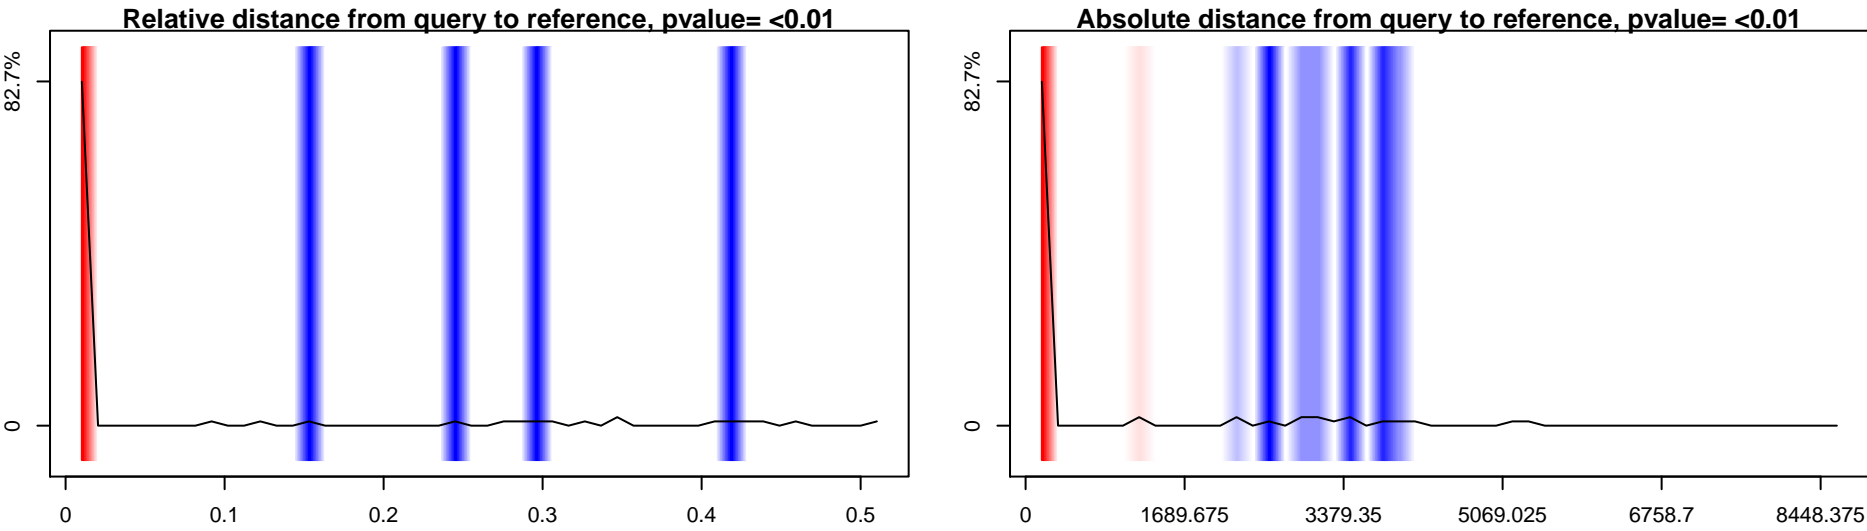 Relative distance from query to reference, pvalue= <0.01
82.7%
0
0 0.1 0.2 0.3 0.4 0.5
Absolute distance from query to reference, pvalue= <0.01
82.7%
0
0 1689.675 3379.35 5069.025 6758.7 8448.375